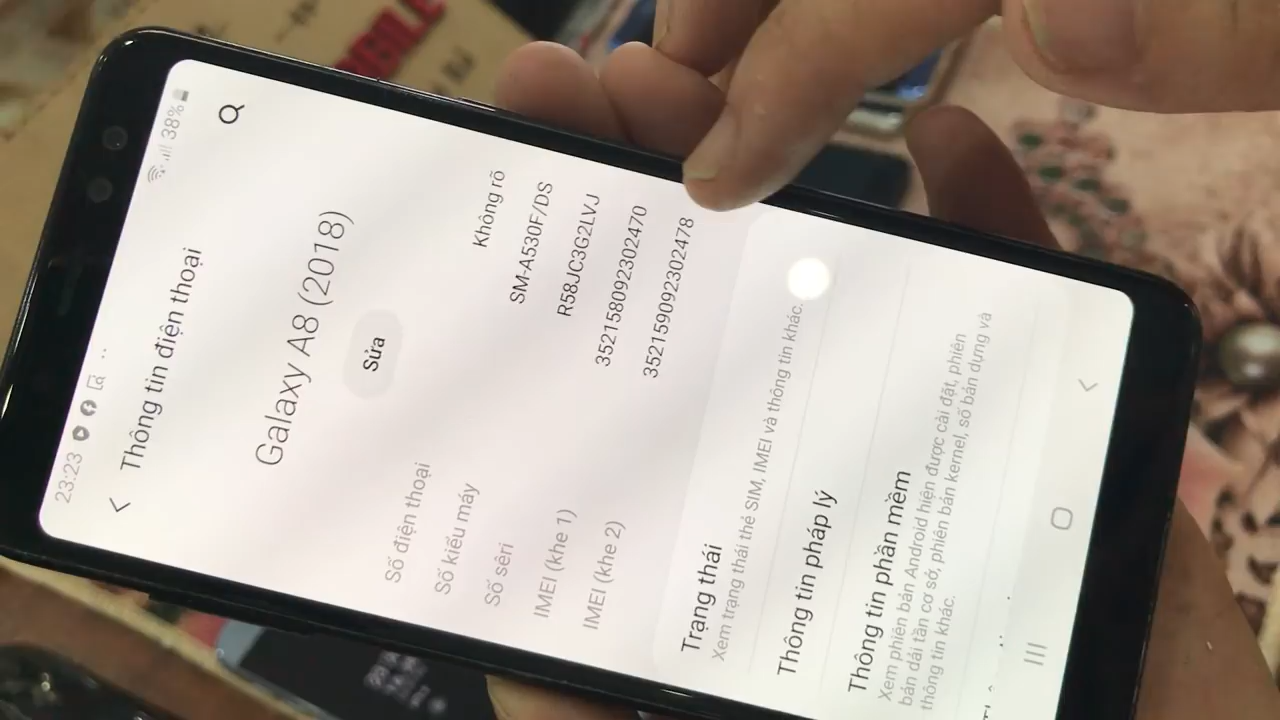 23:23
38%
Thông tin điện thoại
Galaxy A8 (2018)
Sửa
Số điện thoại Không rõ
Số kiểu máy SM-A530F/DS
Số sêri R58JC3G2LVJ
IMEI (khe 1) 352158092302470
IMEI (khe 2) 352159092302478
Trạng thái
Xem trạng thái thẻ SIM, IMEI và thông tin khác.
Thông tin pháp lý
Thông tin phần mềm
Xem phiên bản Android hiện được cài đặt, phiên
bản dải tần cơ sở, phiên bản kernel, số bản dựng và
thông tin khác.